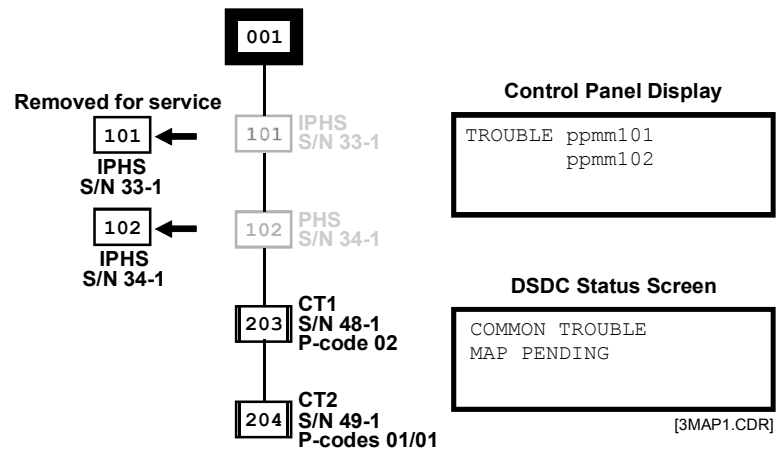 001
Removed for service
101
IPHS
S/N 33-1
101
IPHS
S/N 33-1
102
IPHS
S/N 34-1
102
PHS
S/N 34-1
203
CT1
S/N 48-1
P-code 02
204
CT2
S/N 49-1
P-codes 01/01
Control Panel Display
TROUBLE ppmm101
ppmm102
DSDC Status Screen
COMMON TROUBLE
MAP PENDING
[3MAP1.CDR]